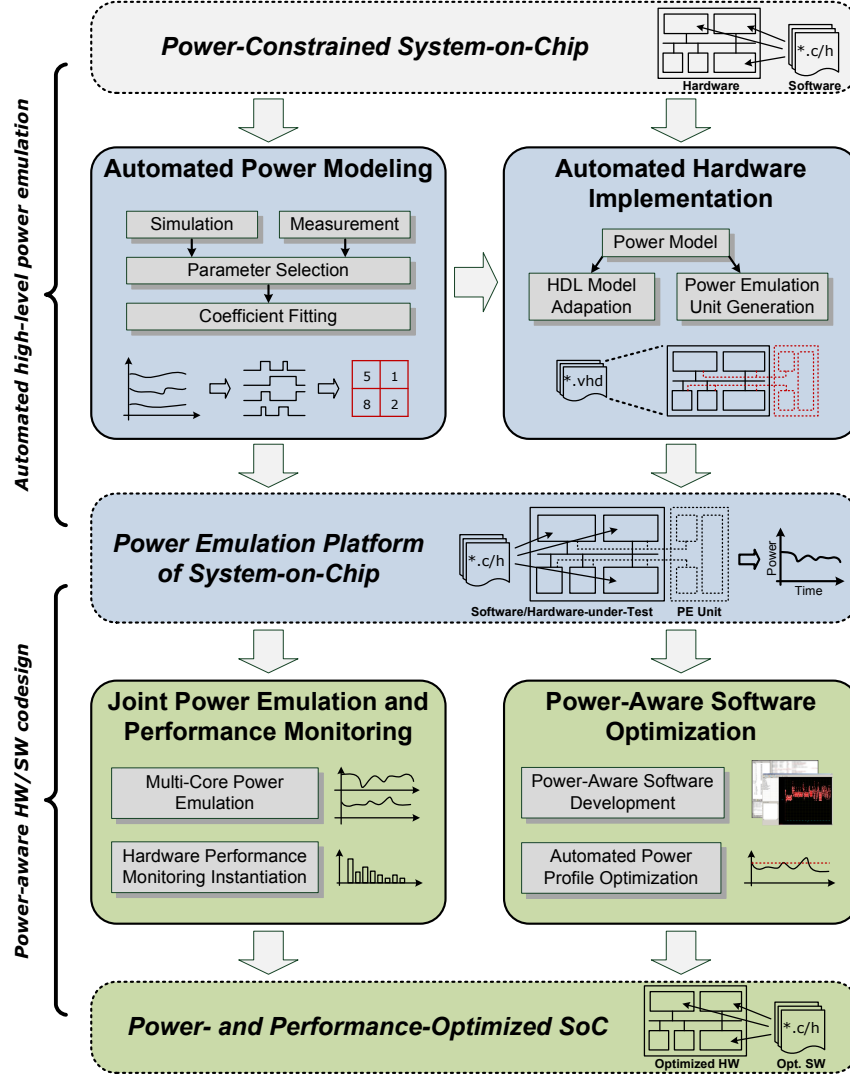 Power-Constrained System-on-Chip
*.c/h
Hardware
Software
Automated high-level power emulation
Automated Power Modeling
Simulation
Measurement
Parameter Selection
Coefficient Fitting
5 1
8 2
Automated Hardware
Implementation
Power Model
HDL Model
Adapation
Power Emulation
Unit Generation
*.vhd
Power Emulation Platform
of System-on-Chip
*.c/h
Software/Hardware-under-Test
PE Unit
Power
Time
Power-aware HW/SW codesign
Joint Power Emulation and
Performance Monitoring
Multi-Core Power
Emulation
Hardware Performance
Monitoring Instantiation
Power-Aware Software
Optimization
Power-Aware Software
Development
Automated Power
Profile Optimization
Power- and Performance-Optimized SoC
*.c/h
Optimized HW
Opt. SW